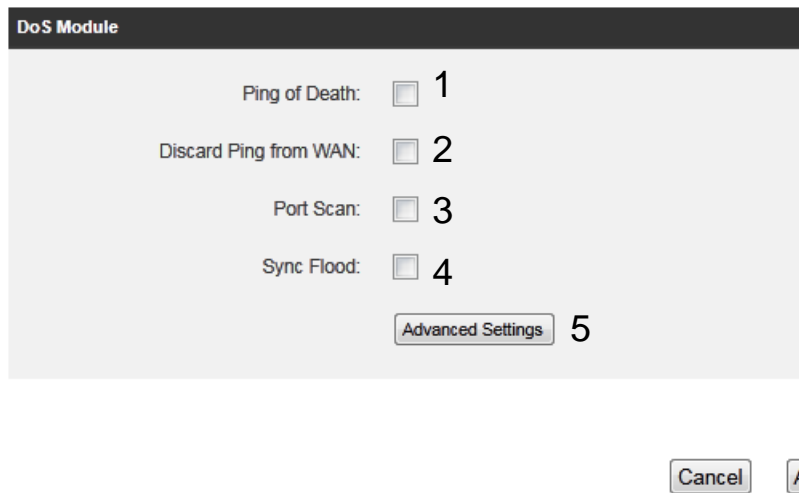 DoS Module
Ping of Death: 1
Discard Ping from WAN: 2
Port Scan: 3
Sync Flood: 4
Advanced Settings 5
Cancel